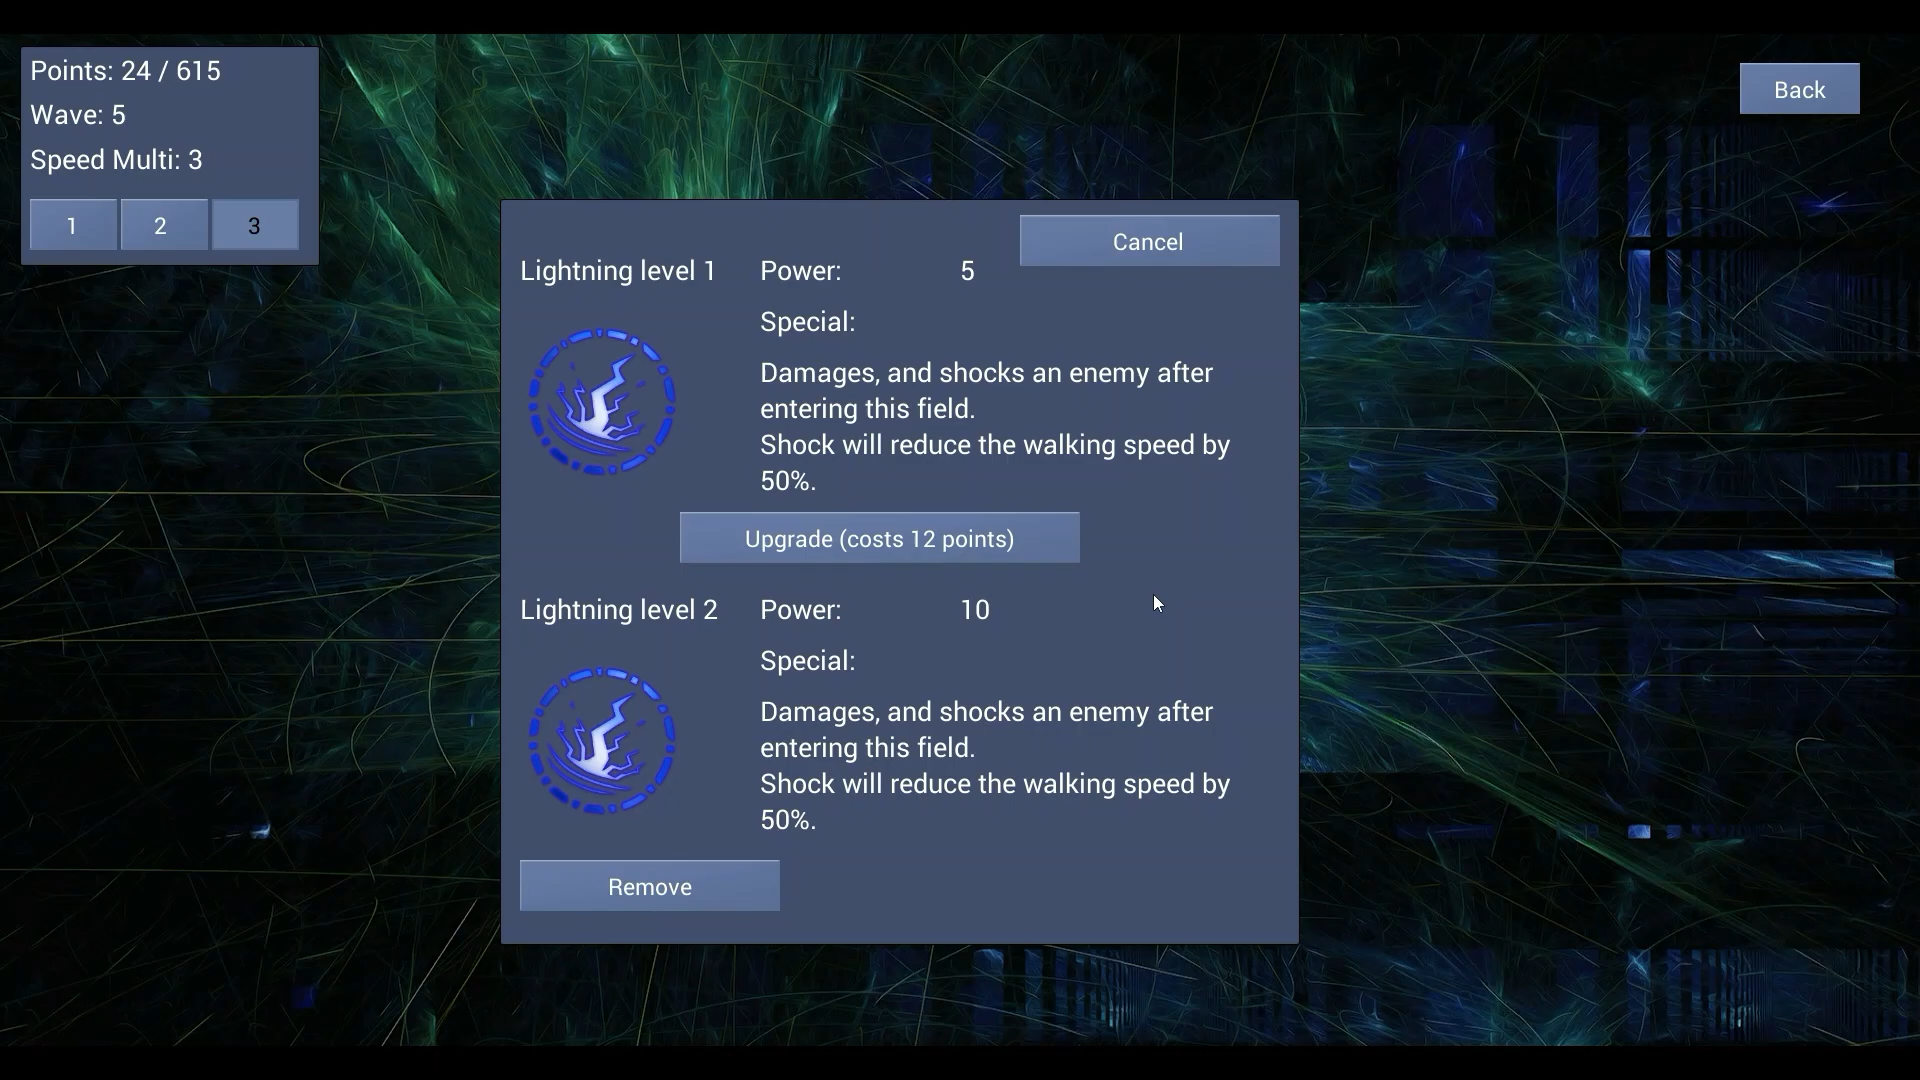 Points: 24 / 615
Wave: 5
Speed Multi: 3
1 2 3
Back
Cancel
Lightning level 1 Power: 5
Special:
Damages, and shocks an enemy after
entering this field.
Shock will reduce the walking speed by
50%.
Upgrade (costs 12 points)
Lightning level 2 Power: 10
Special:
Damages, and shocks an enemy after
entering this field.
Shock will reduce the walking speed by
50%.
Remove